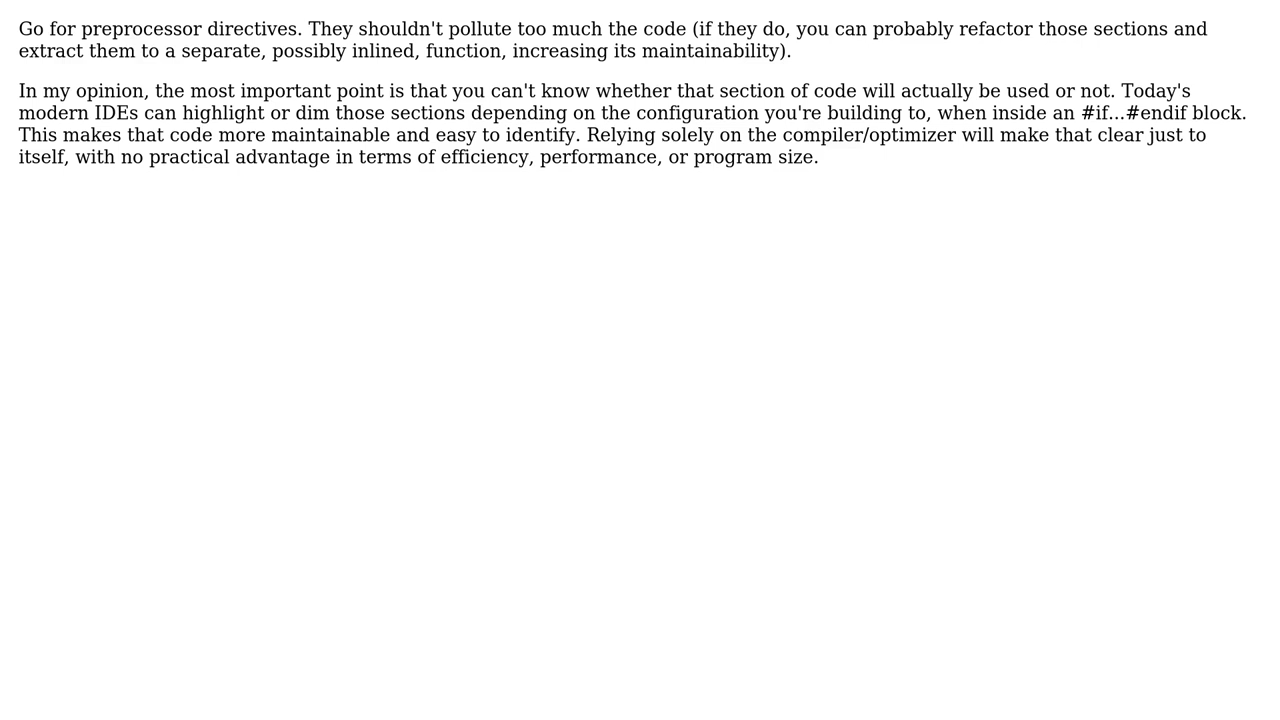 Go for preprocessor directives. They shouldn't pollute too much the code (if they do, you can probably refactor those sections and
extract them to a separate, possibly inlined, function, increasing its maintainability).
In my opinion, the most important point is that you can't know whether that section of code will actually be used or not. Today's
modern IDEs can highlight or dim those sections depending on the configuration you're building to, when inside an #if...#endif block.
This makes that code more maintainable and easy to identify. Relying solely on the compiler/optimizer will make that clear just to
itself, with no practical advantage in terms of efficiency, performance, or program size.